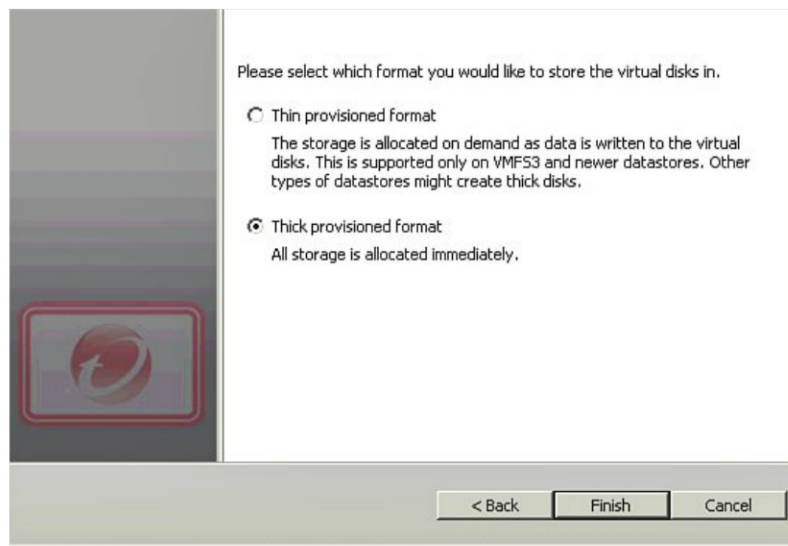 Please select which format you would like to store the virtual disks in.
Thin provisioned format
The storage is allocated on demand as data is written to the virtual
disks. This is supported only on VMFS3 and newer datastores. Other
types of datastores might create thick disks.
Thick provisioned format
All storage is allocated immediately.
< Back
Finish
Cancel